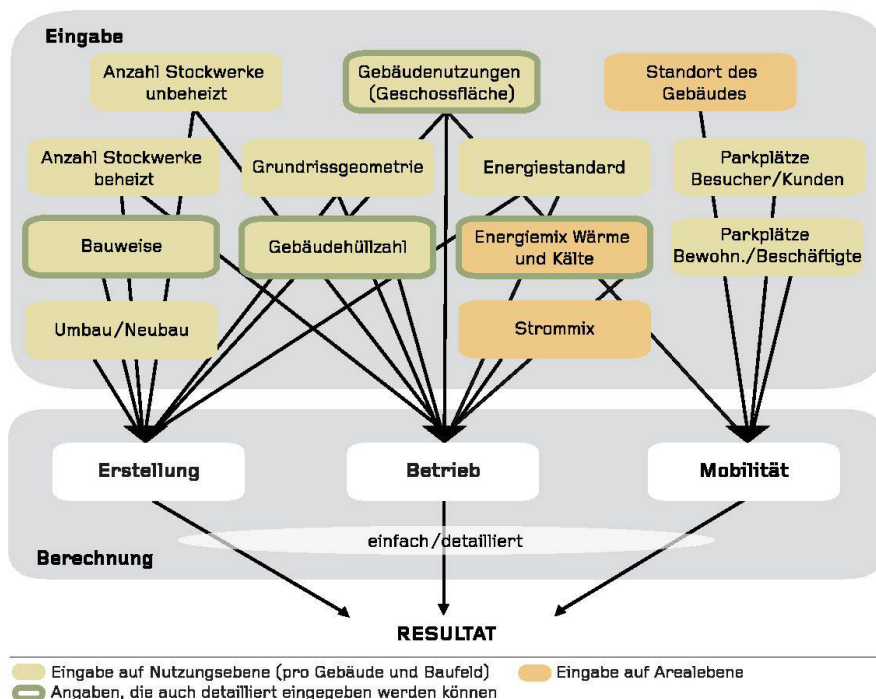 Eingabe
Anzahl Stockwerke
unbeheizt
Gebäudenutzungen
(Geschossfläche)
Standort des
Gebäudes
Anzahl Stockwerke
beheizt
Grundrissgeometrie
Energiestandard
Parkplätze
Besucher/Kunden
Bauweise
Gebäudehüllzahl
Energiemix Wärme
und Kälte
Parkplätze
Bewohn./Beschäftigte
Umbau/Neubau
Strommix
Erstellung
Betrieb
Mobilität
einfach/detailliert
Berechnung
RESULTAT
Eingabe auf Nutzungsebene (pro Gebäude und Baufeld)
Eingabe auf Arealebene
Angaben, die auch detailliert eingegeben werden können